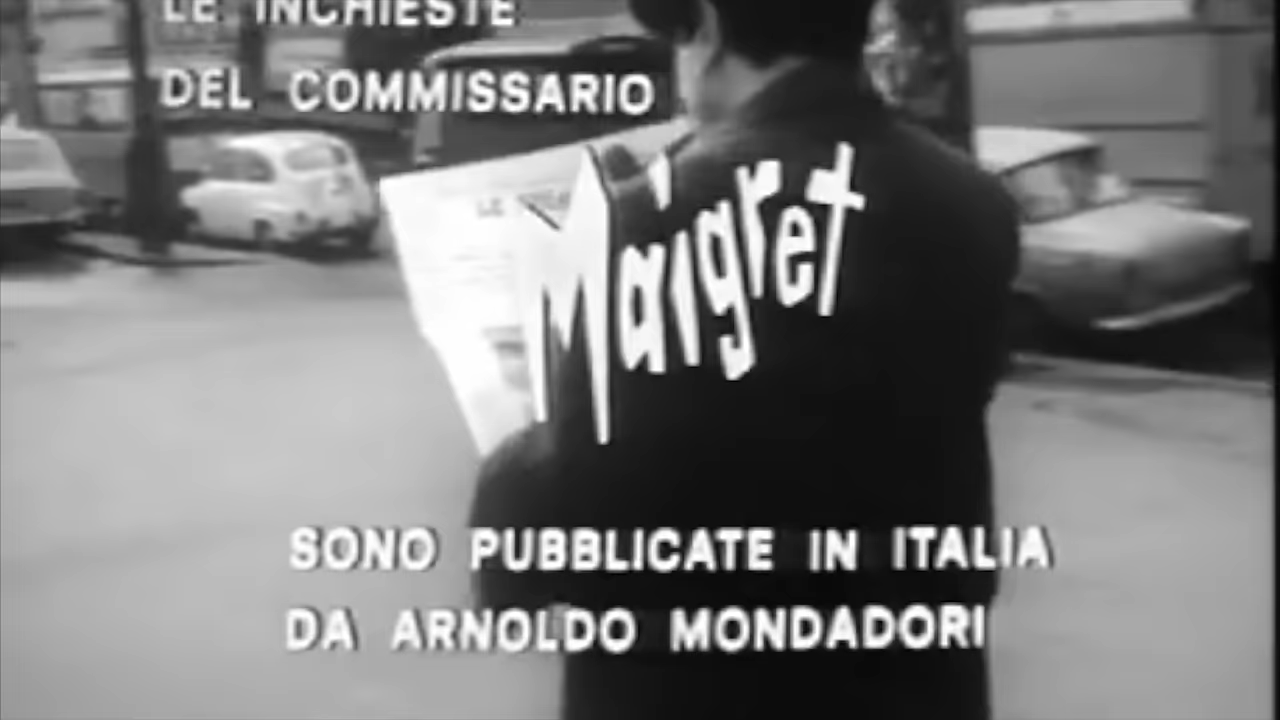 LE INCHIESTE
DEL COMMISSARIO
Maigret
SONO PUBBLICATE IN ITALIA
DA ARNOLDO MONDADORI